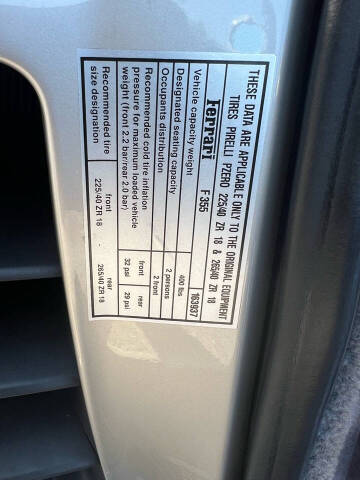 THESE DATA ARE APPLICABLE ONLY TO THE ORIGINAL EQUIPMENT
TIRES PIRELLI PZERO 225/40 ZR 18 & 265/40 ZR 18
Ferrari F 355 163937
Vehicle capacity weight 400 lbs
Designated seating capacity 2 persons
Occupants distribution 2 front
Recommended cold tire inflation front rear
pressure for maximum loaded vehicle
weight (front 2.2 bar/rear 2.0 bar) 32 psi 29 psi
Recommended tire front rear
size designation 225/40 ZR 18 265/40 ZR 18